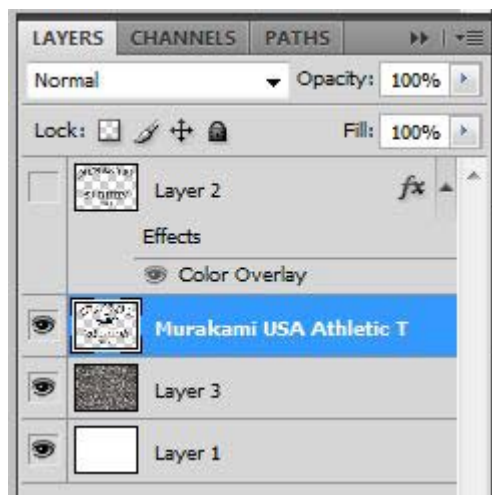 LAYERS CHANNELS PATHS
Normal Opacity: 100%
Lock: Fill: 100%
Layer 2 fx
Effects
Color Overlay
Murakami USA Athletic T
Layer 3
Layer 1